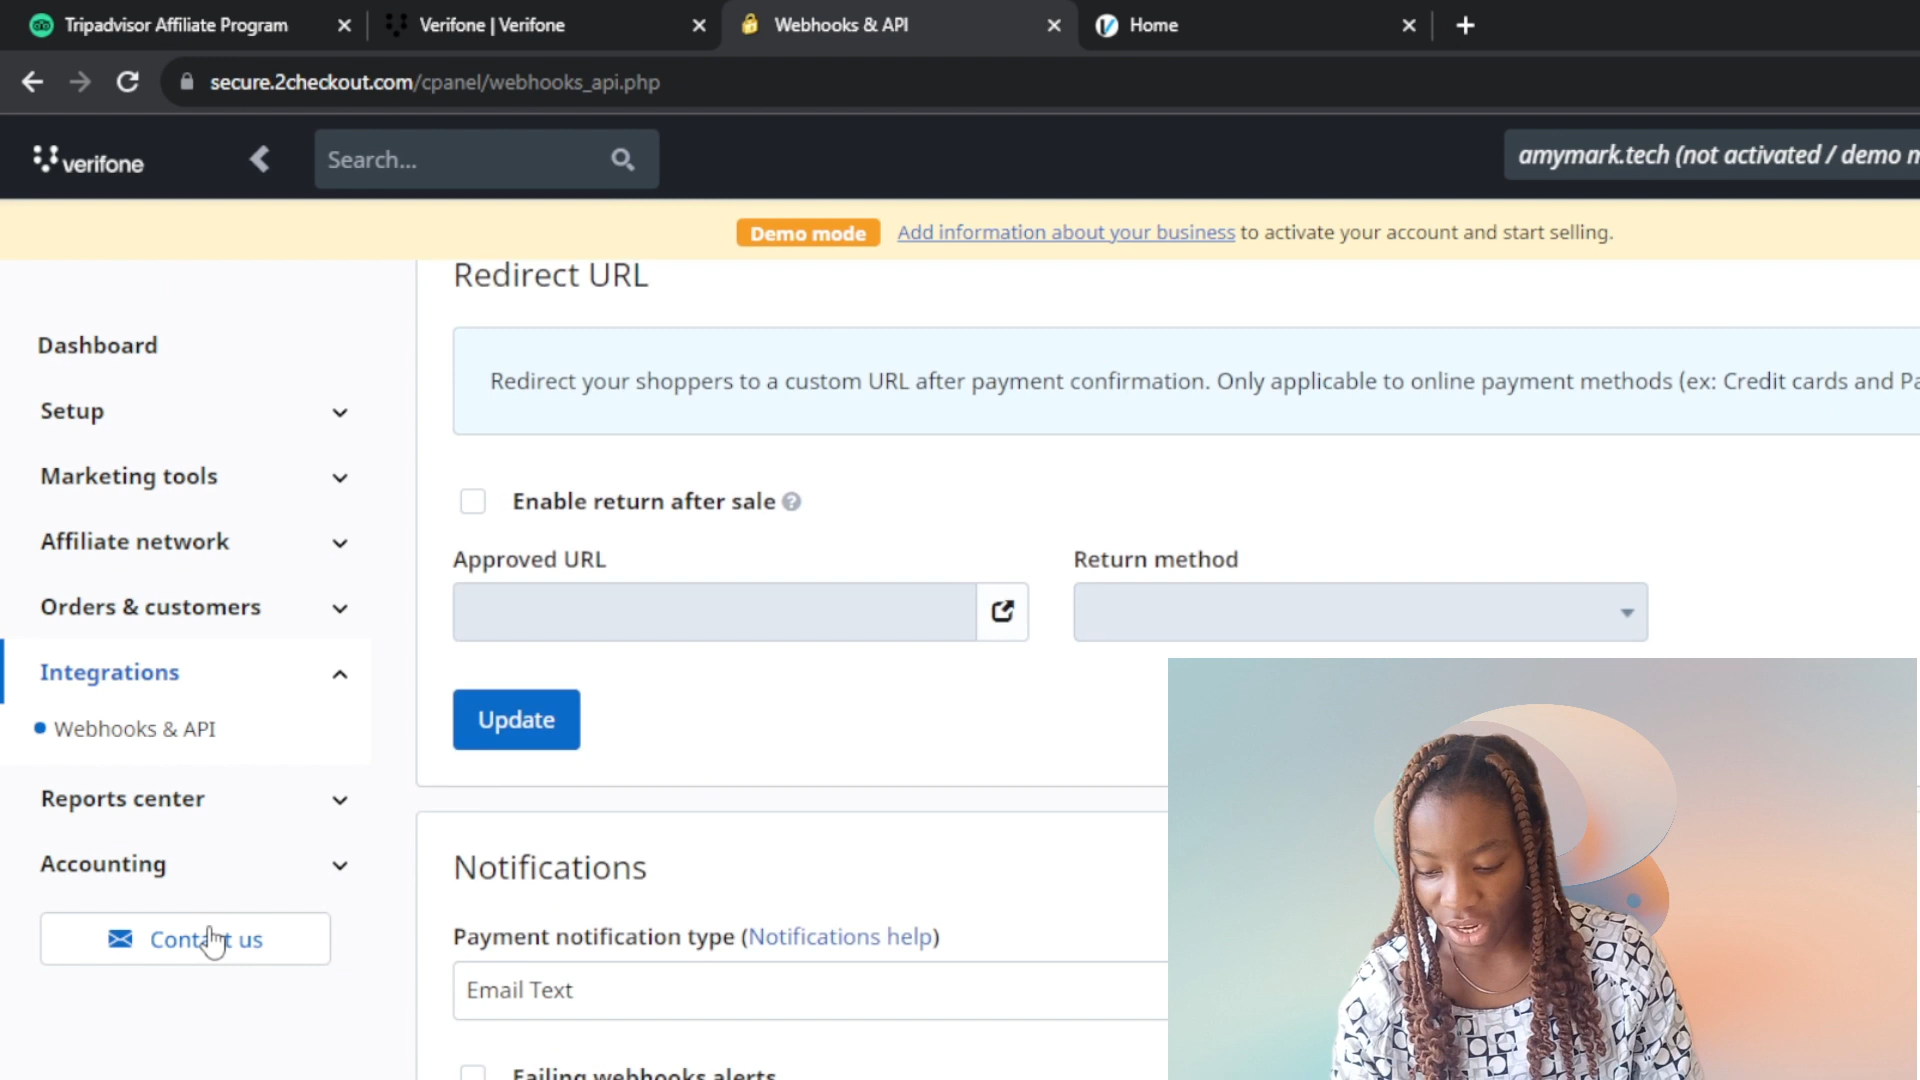 Tripadvisor Affiliate Program
Verifone | Verifone
Webhooks & API
Home
secure.2checkout.com/cpanel/webhooks_api.php
verifone
Search...
amymark.tech (not activated / demo m
Demo mode
Add information about your business to activate your account and start selling.
Redirect URL
Dashboard
Setup
Marketing tools
Affiliate network
Orders & customers
Integrations
Webhooks & API
Reports center
Accounting
Contact us
Redirect your shoppers to a custom URL after payment confirmation. Only applicable to online payment methods (ex: Credit cards and Pa
Enable return after sale ?
Approved URL
Return method
Update
Notifications
Payment notification type (Notifications help)
Email Text
Failing webhooks alerts